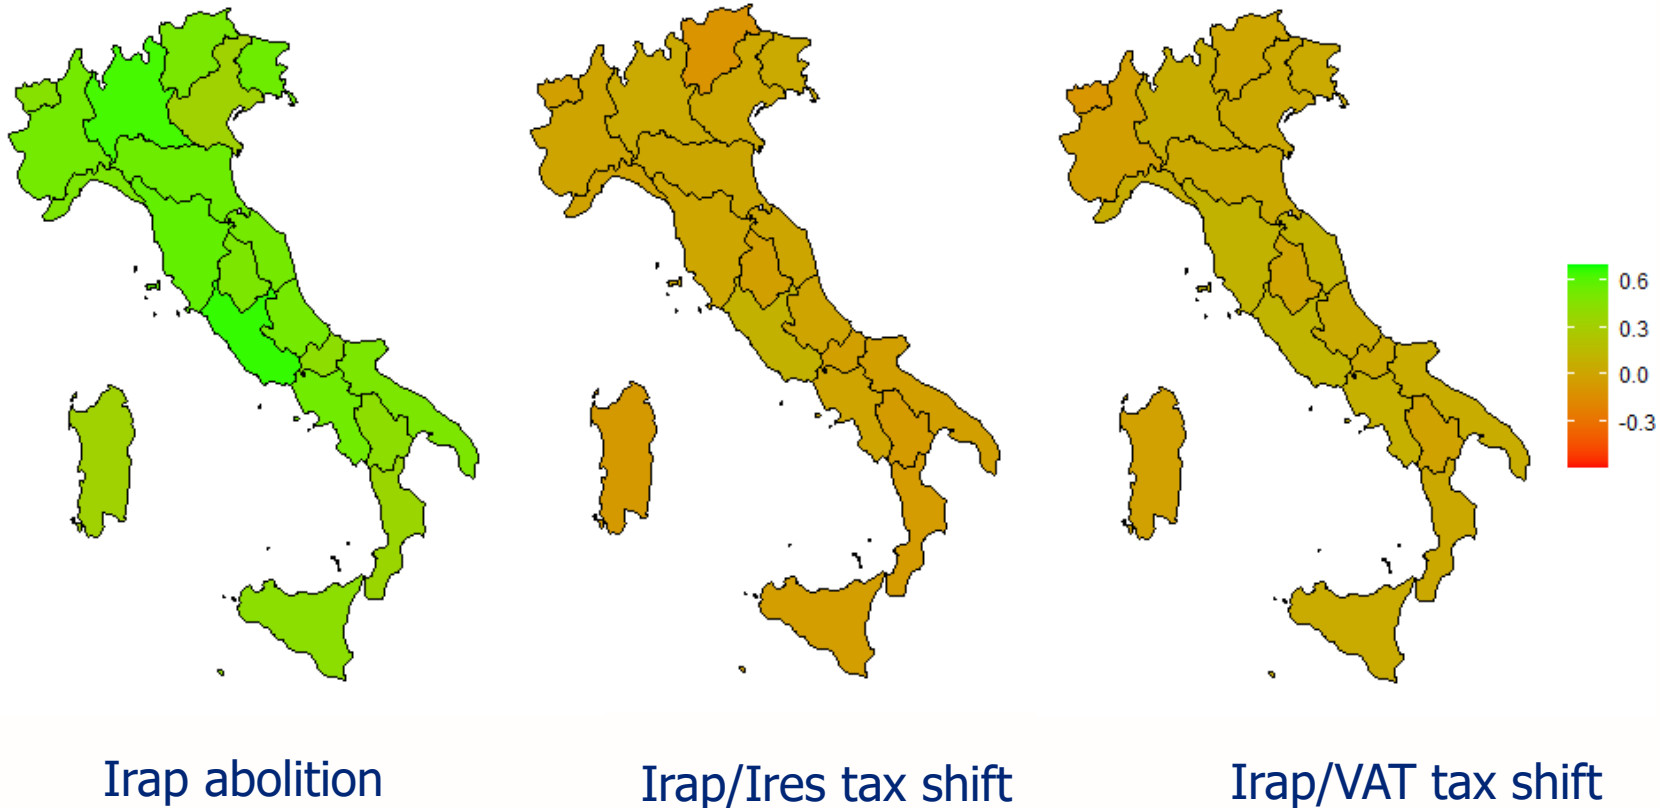 0.6
0.3
0.0
-0.3
Irap abolition
Irap/Ires tax shift
Irap/VAT tax shift